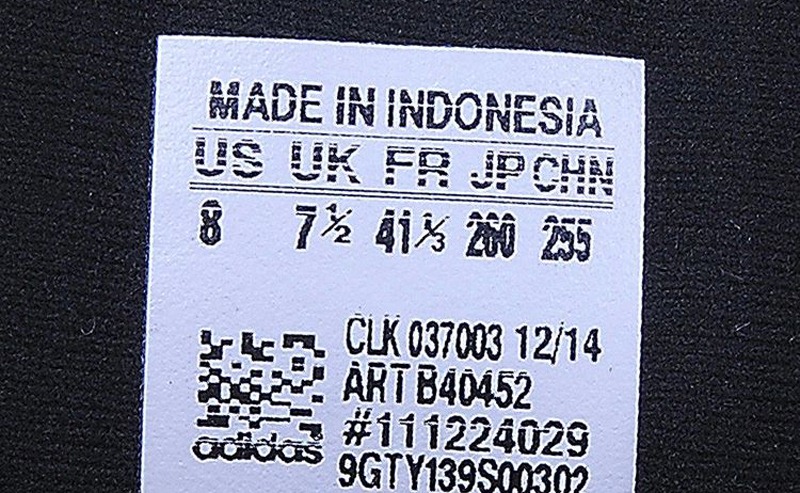 MADE IN INDONESIA
US UK FR JP CHN
8 7½ 41⅓ 260 255
CLK 037003 12/14
ART B40452
#111224029
adidas
9GTY139S00302